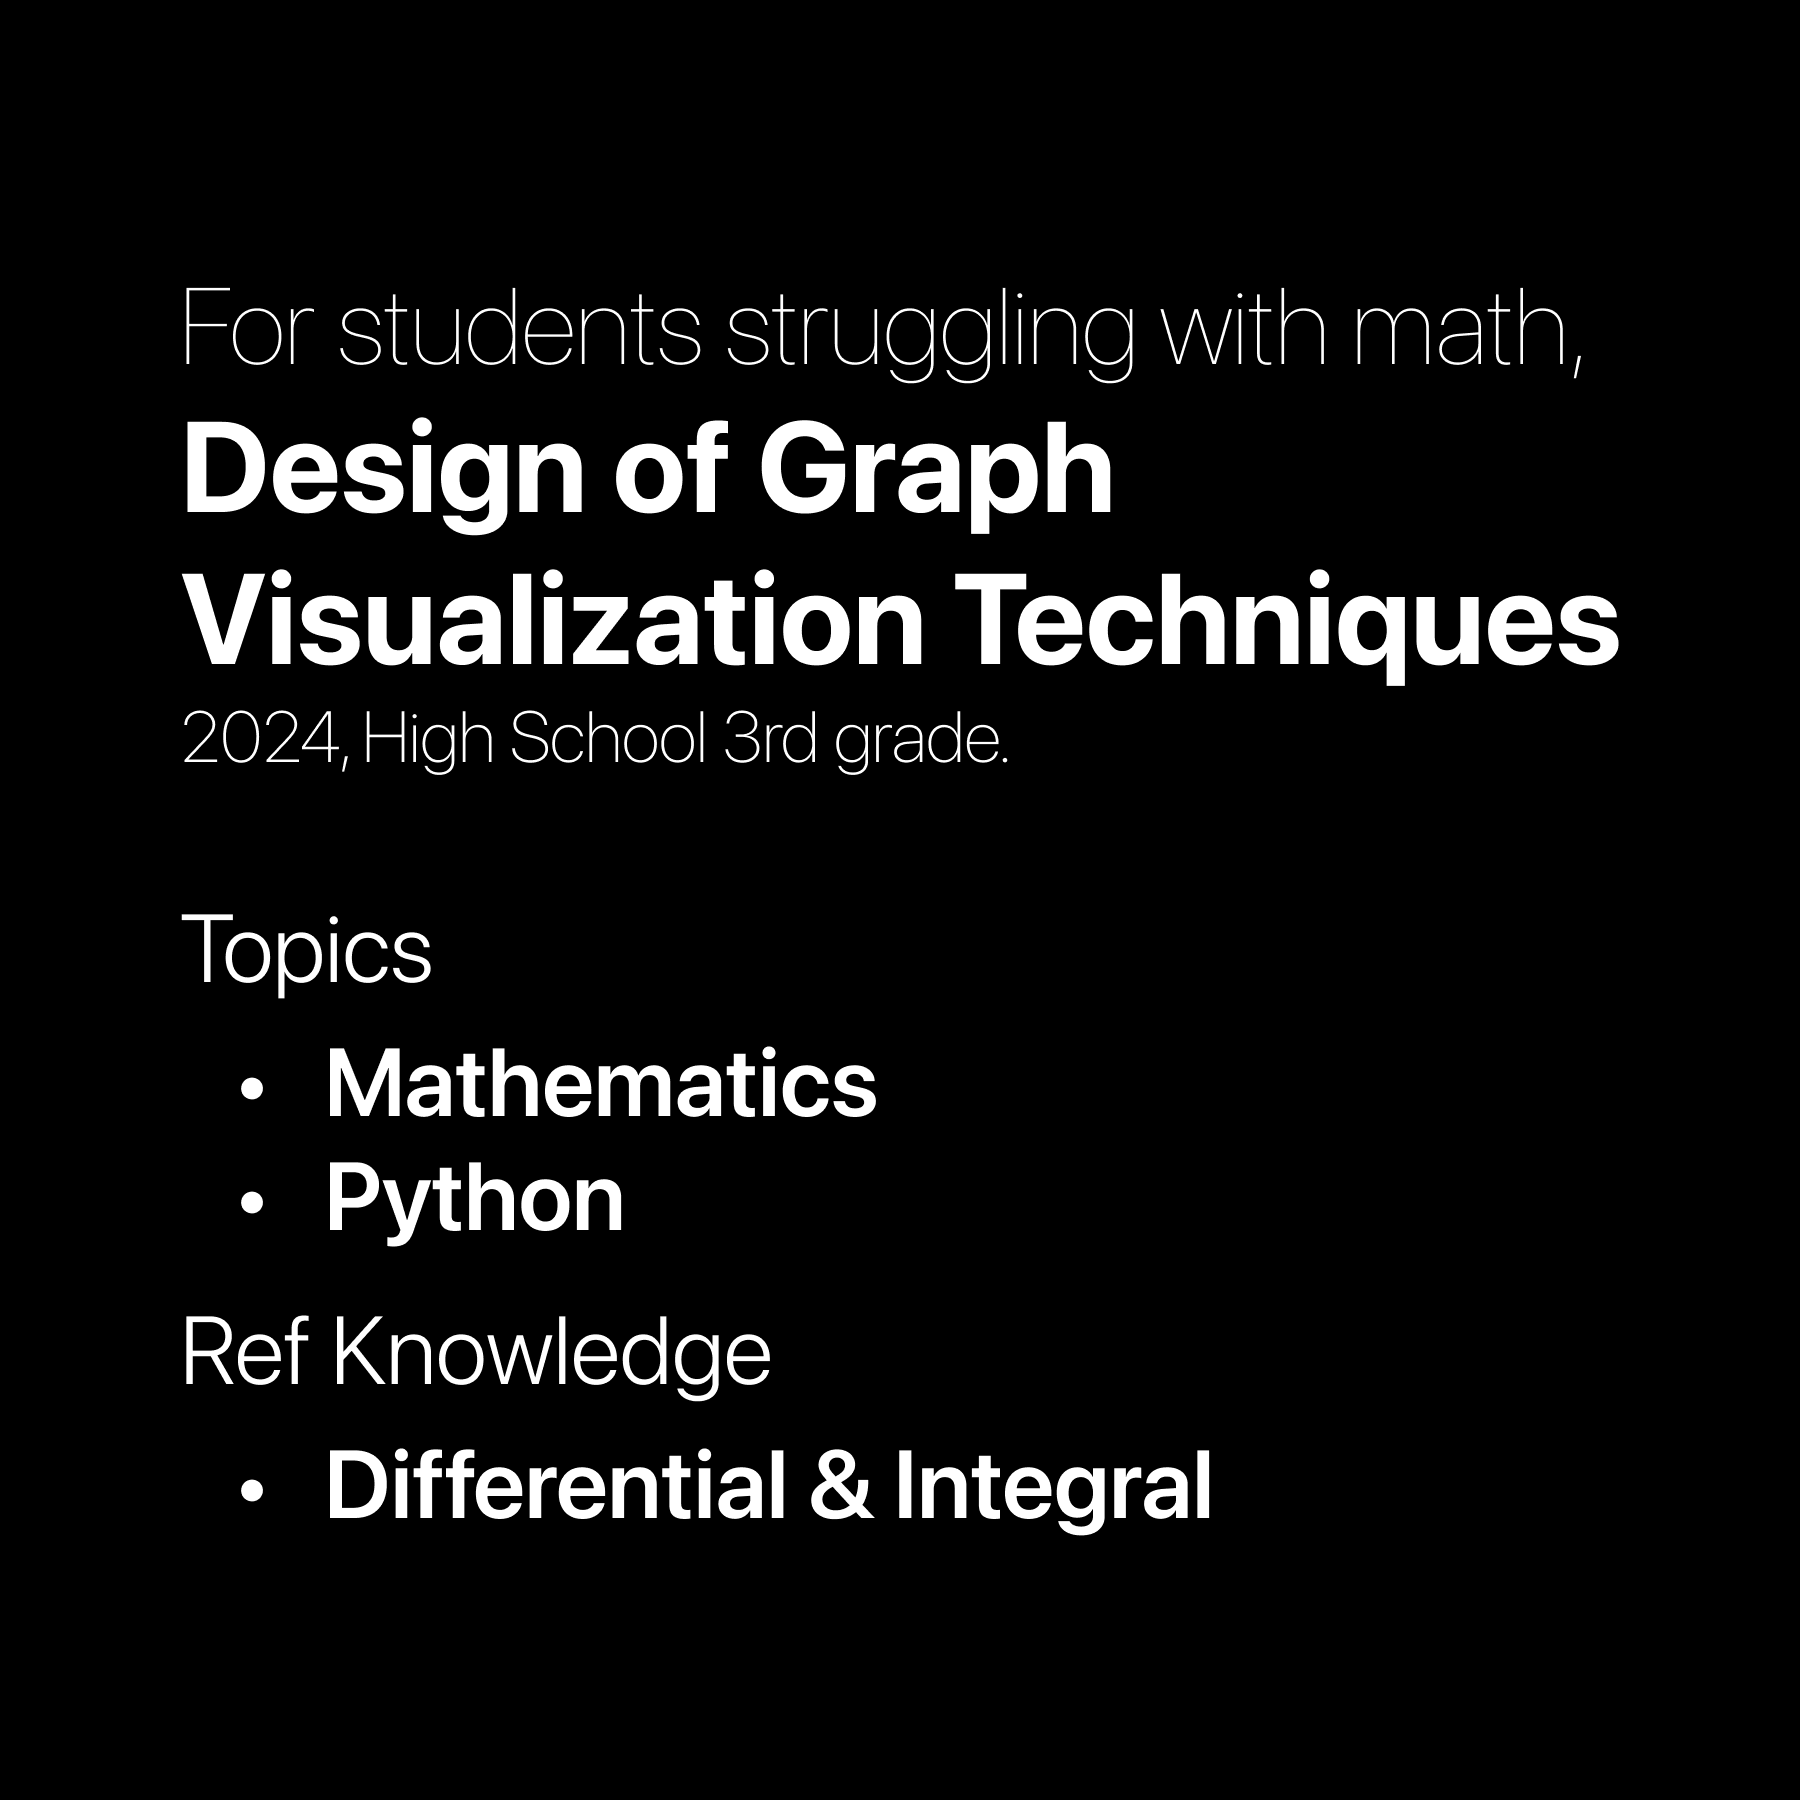 For students struggling with math,
Design of Graph
Visualization Techniques
2024, High School 3rd grade.
Topics
• Mathematics
• Python
Ref Knowledge
• Differential & Integral